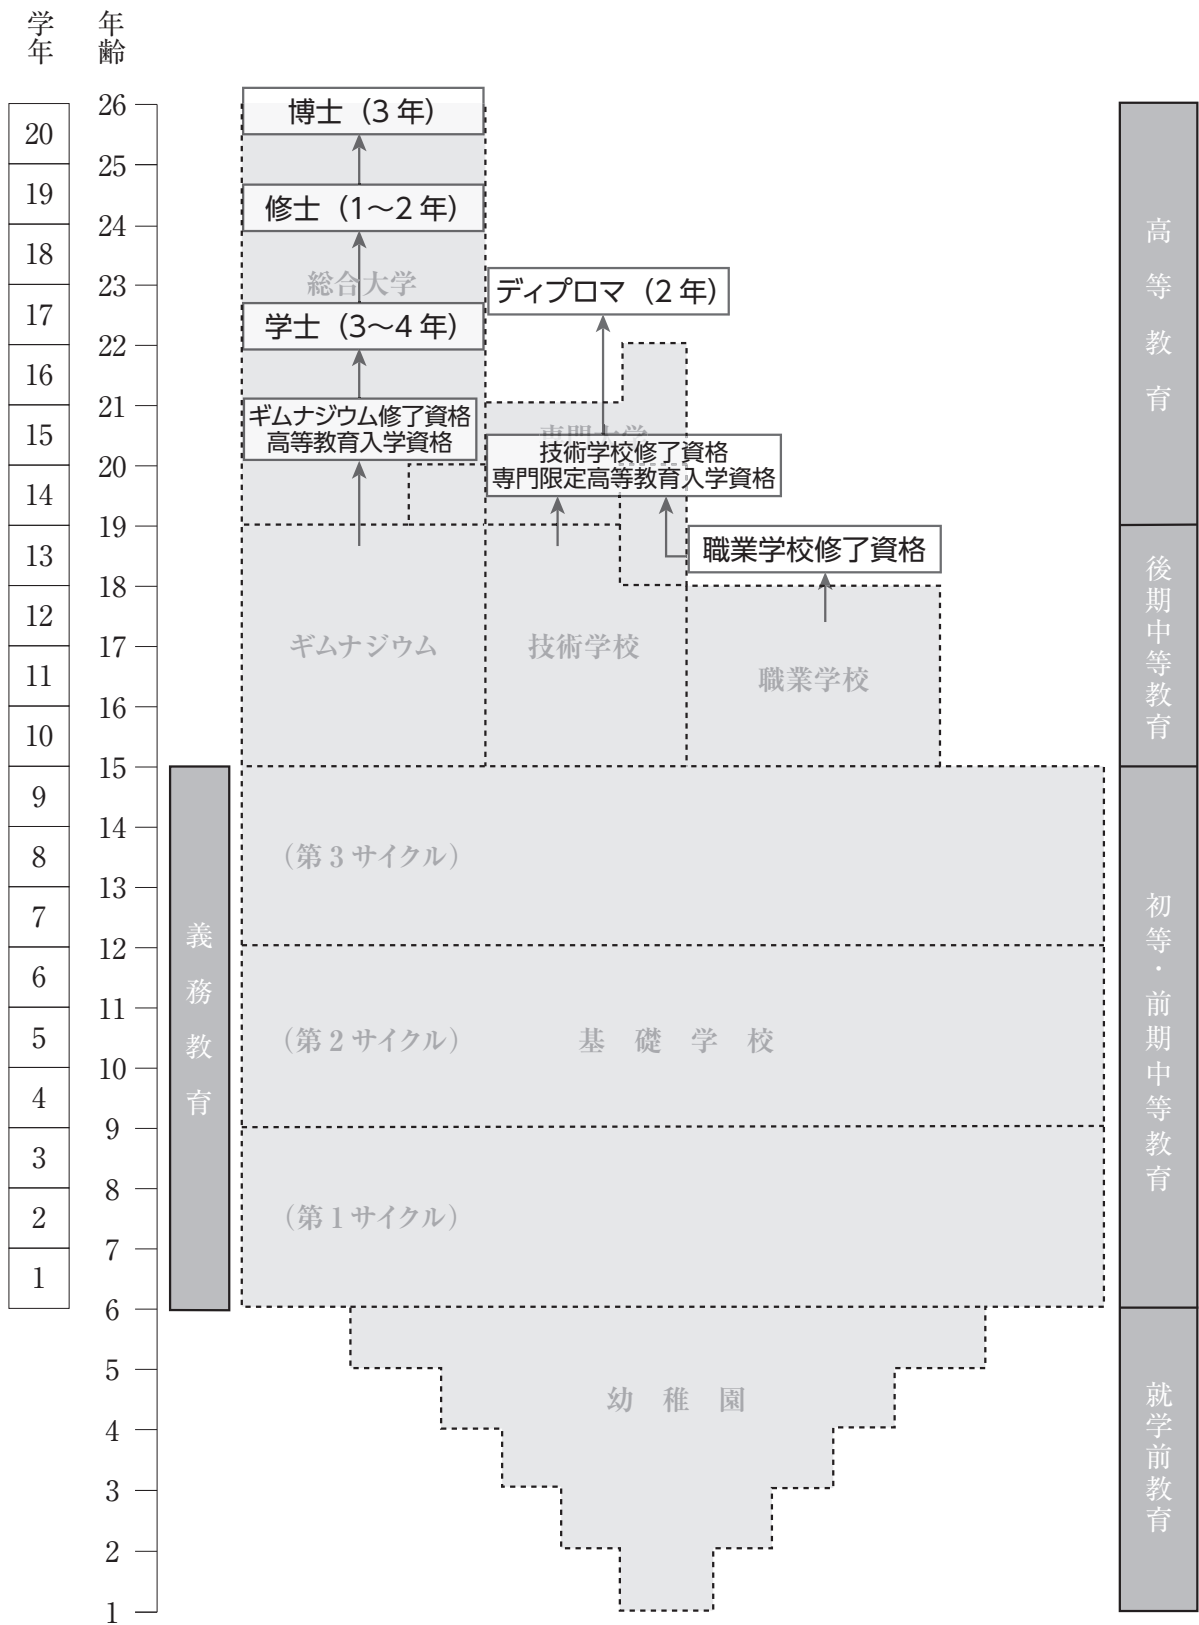 学年
年齢
26
25
24
23
22
21
20
19
18
17
16
15
14
13
12
11
10
9
8
7
6
5
4
3
2
1
20
19
18
17
16
15
14
13
12
11
10
9
8
7
6
5
4
3
2
1
義務教育
博士（3年）
修士（1～2年）
総合大学
学士（3～4年）
ギムナジウム修了資格
高等教育入学資格
ディプロマ（2年）
専門大学
技術学校修了資格
専門限定高等教育入学資格
職業学校修了資格
ギムナジウム
技術学校
職業学校
（第3サイクル）
（第2サイクル）
基礎学校
（第1サイクル）
幼稚園
高等教育
後期中等教育
初等・前期中等教育
就学前教育